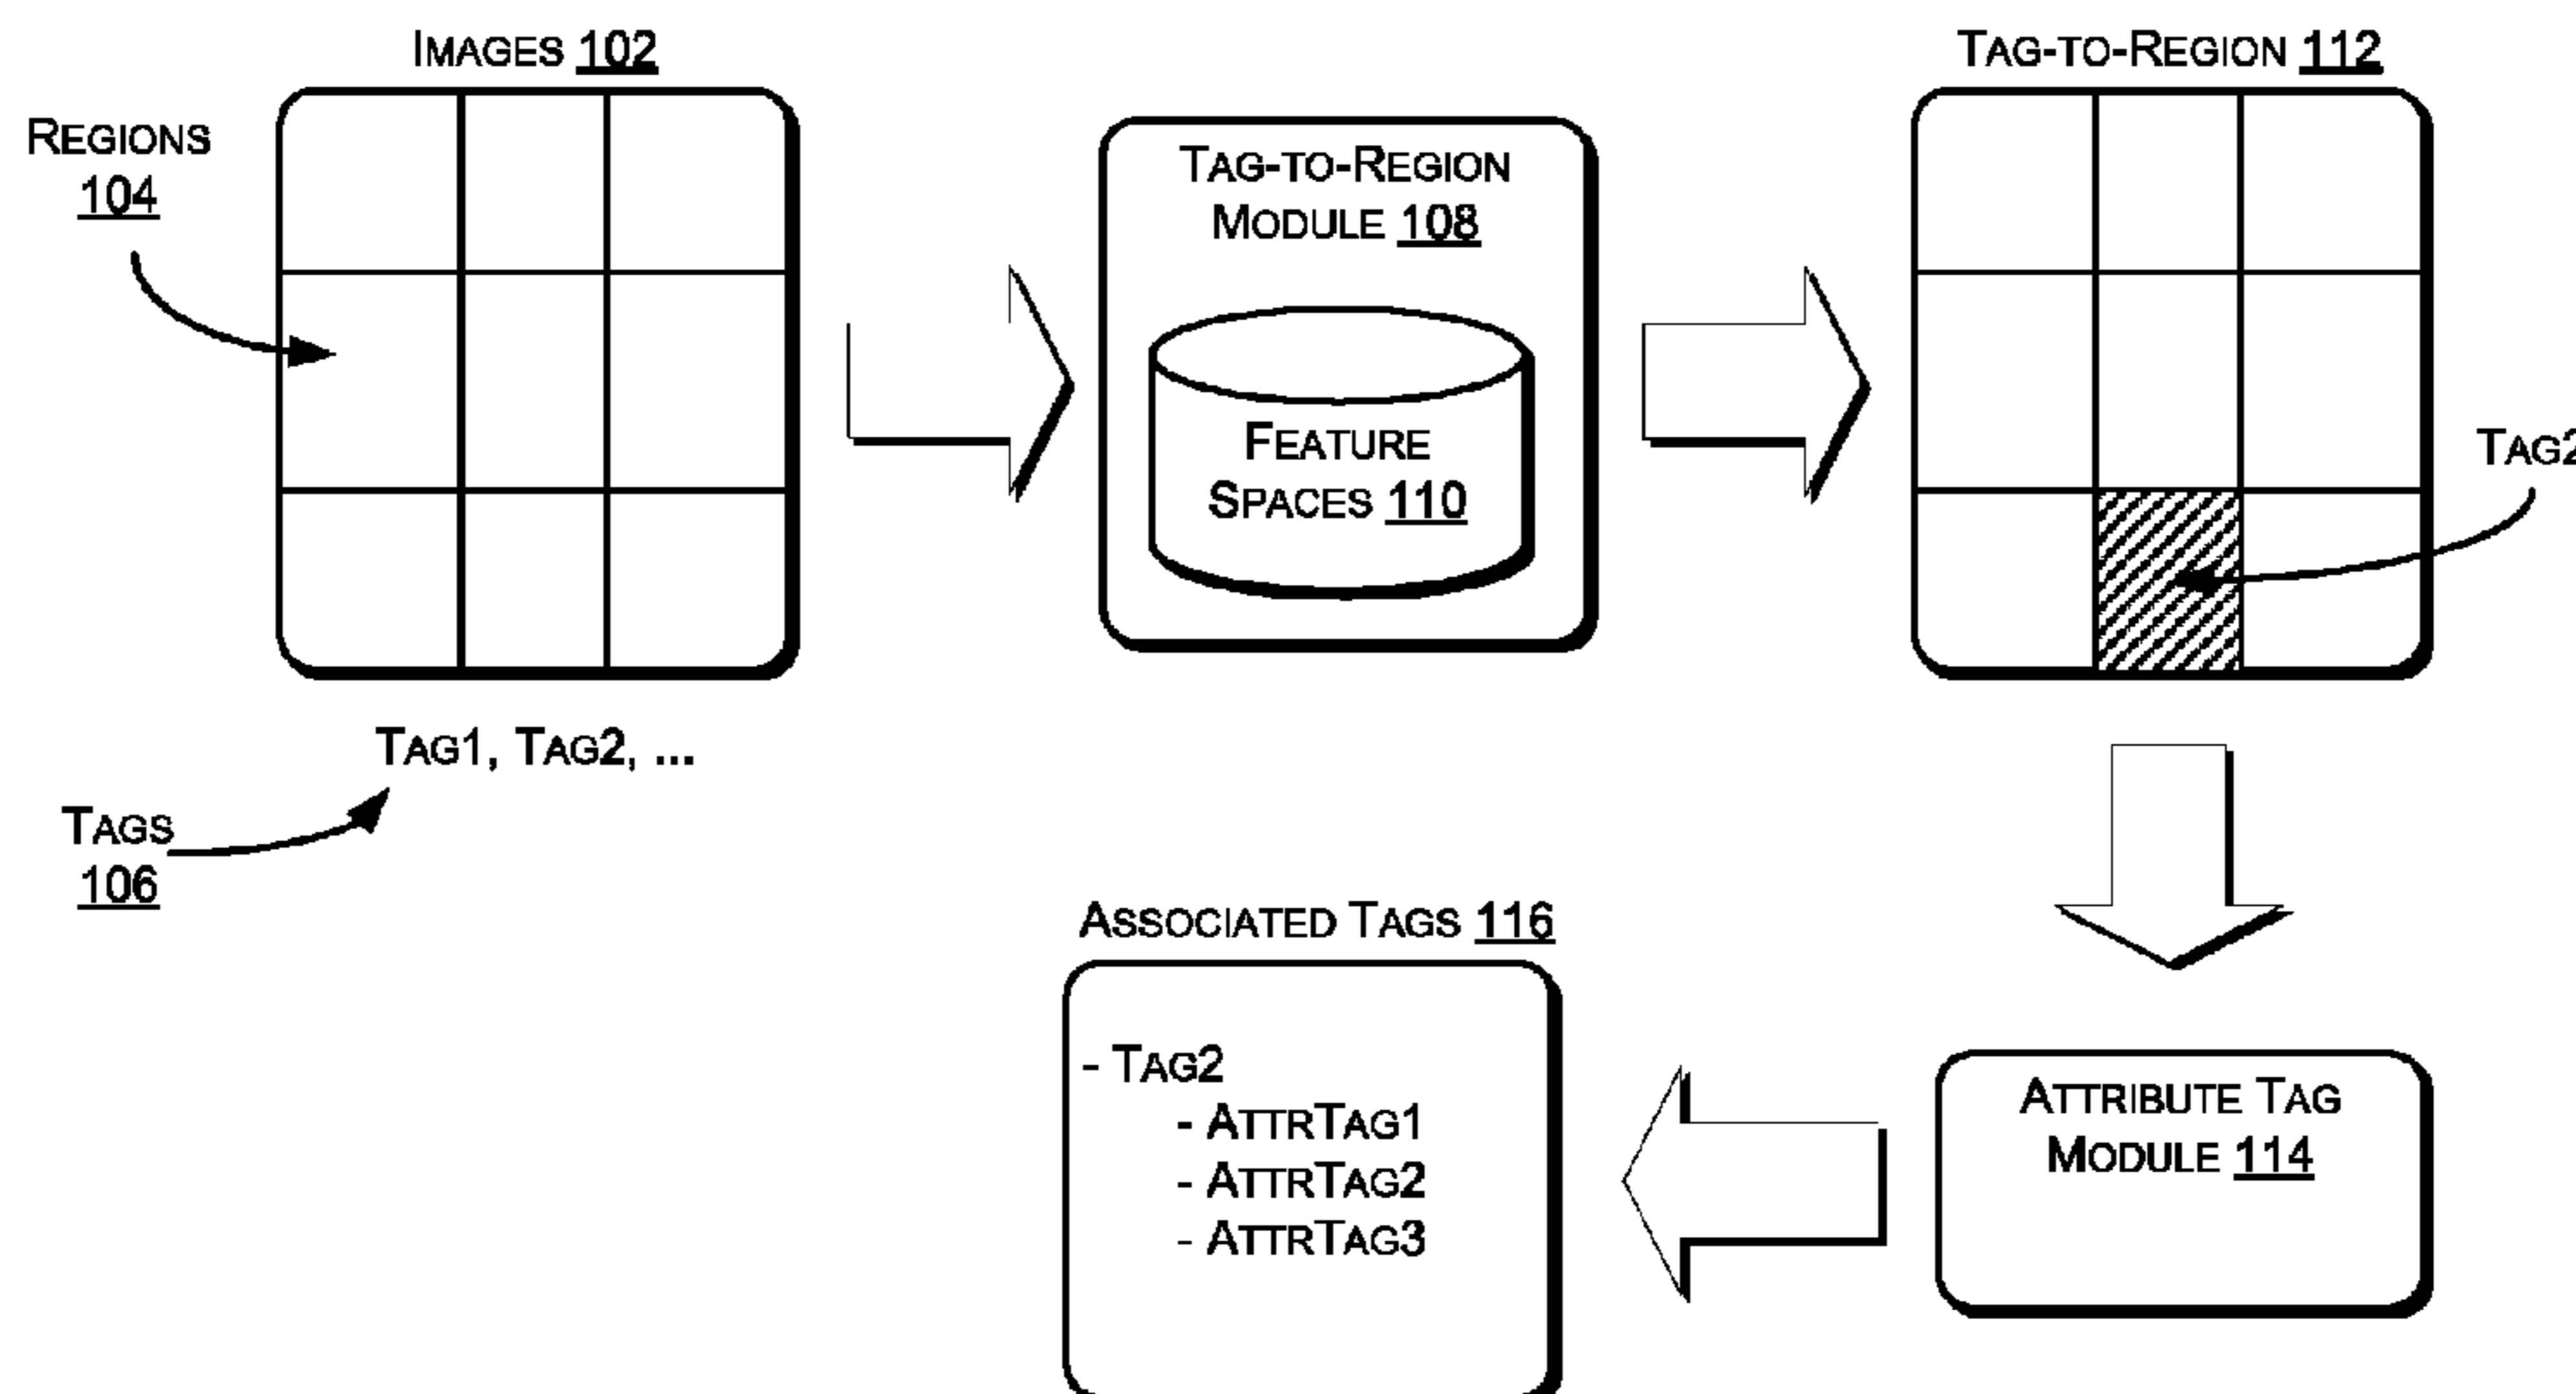 IMAGES 102
REGIONS
104
TAG1, TAG2, ...
TAGS
106
TAG-TO-REGION
MODULE 108
FEATURE
SPACES 110
TAG-TO-REGION 112
TAG2
ATTRIBUTE TAG
MODULE 114
ASSOCIATED TAGS 116
- TAG2
- ATTRTAG1
- ATTRTAG2
- ATTRTAG3